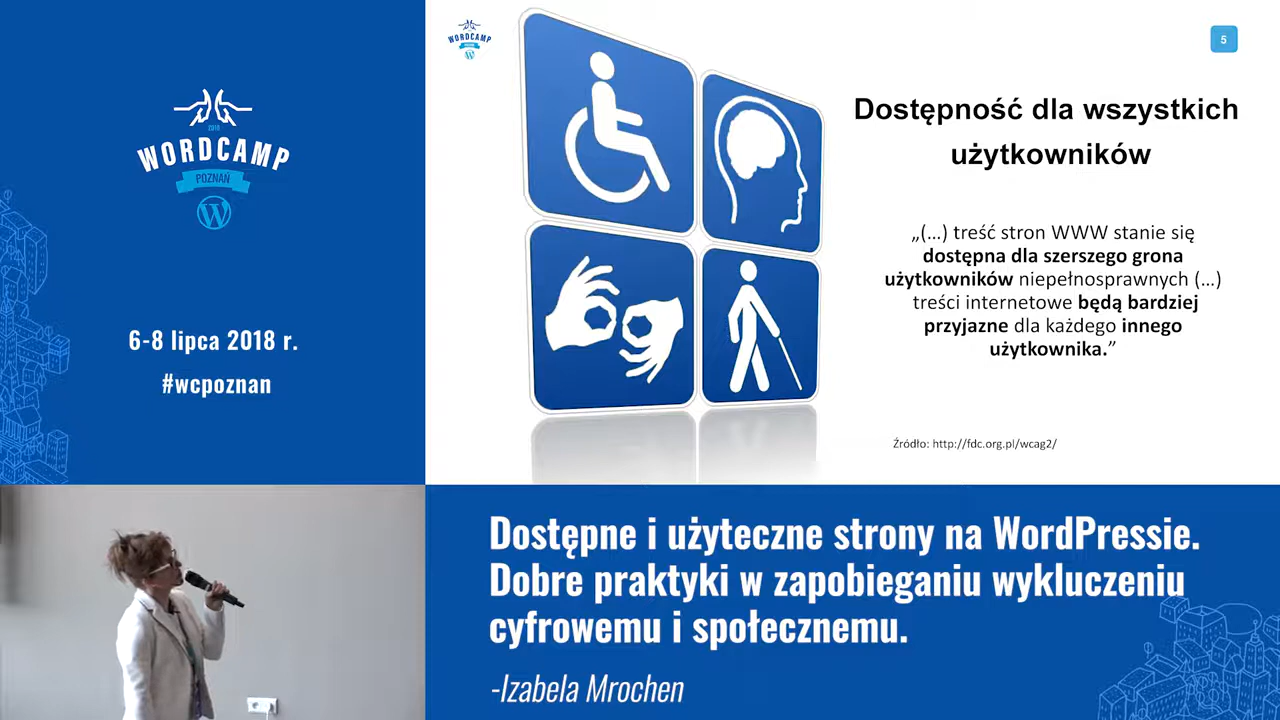 2018
WORDCAMP
POZNAŃ
6-8 lipca 2018 r.
#wcpoznan
WORDCAMP
5
Dostępność dla wszystkich
użytkowników
„(...) treść stron WWW stanie się
dostępna dla szerszego grona
użytkowników niepełnosprawnych (...)
treści internetowe będą bardziej
przyjazne dla każdego innego
użytkownika.”
Źródło: http://fdc.org.pl/wcag2/
Dostępne i użyteczne strony na WordPressie.
Dobre praktyki w zapobieganiu wykluczeniu
cyfrowemu i społecznemu.
-Izabela Mrochen